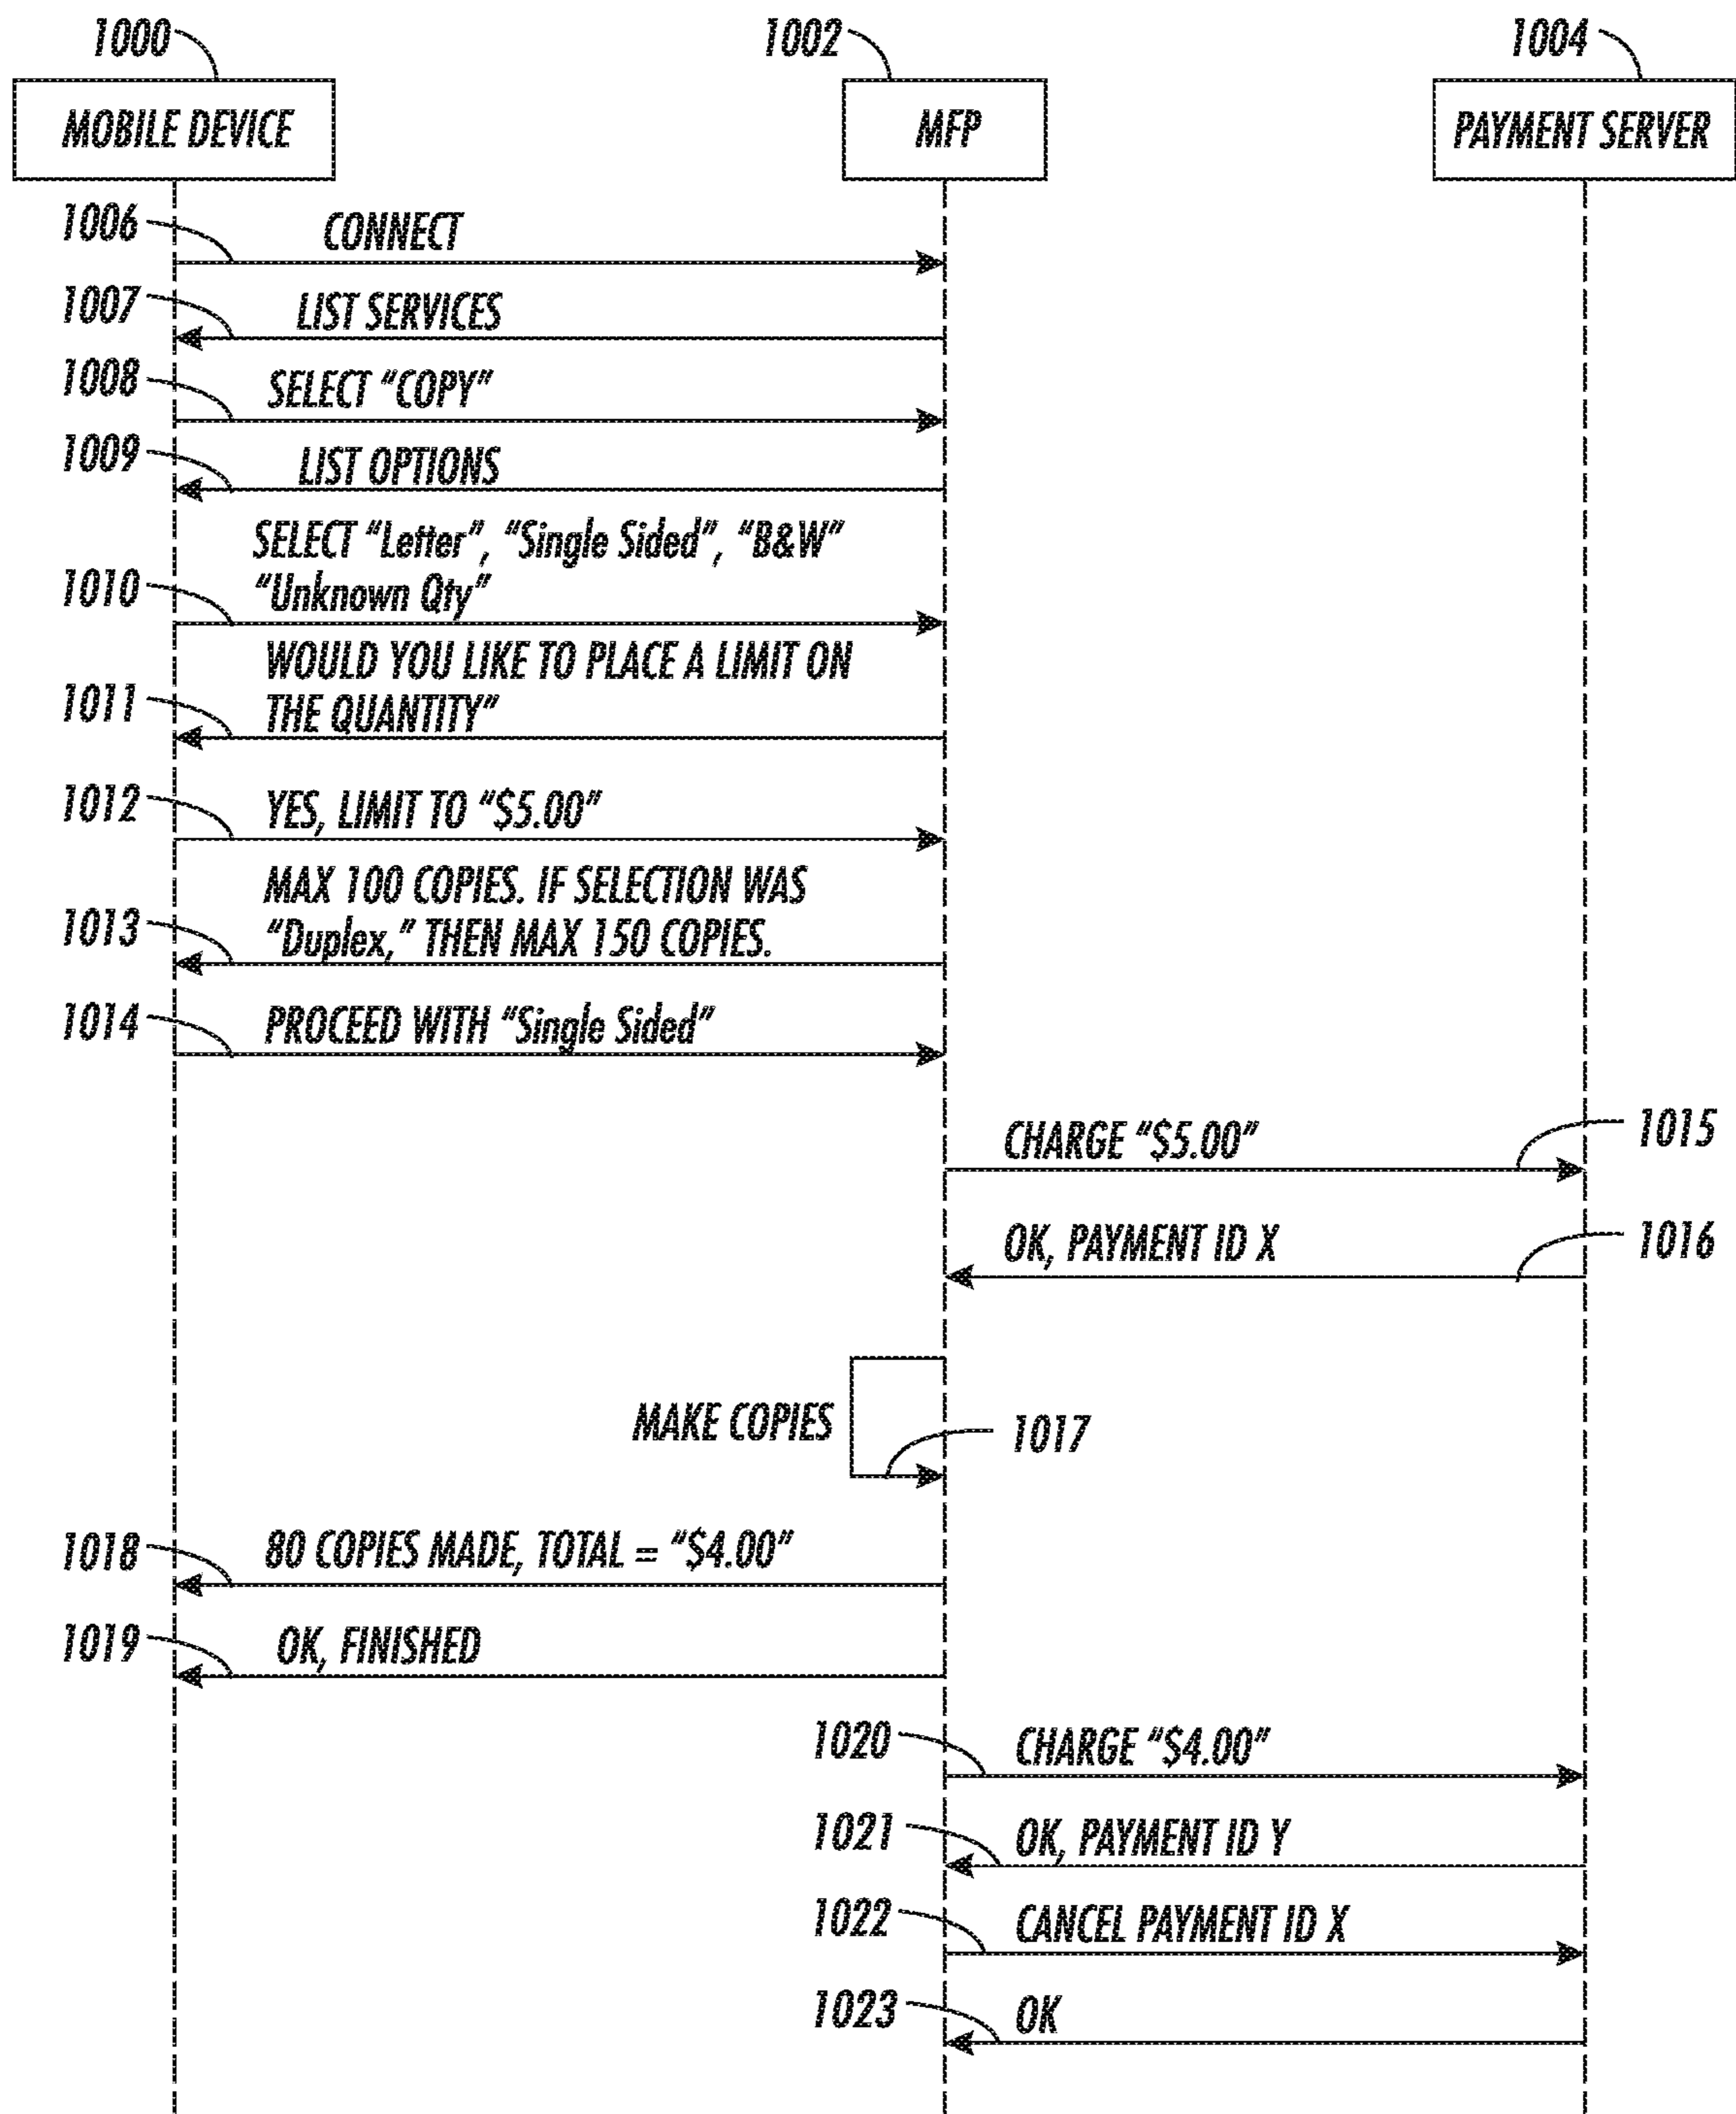 1000
1002
1004
MOBILE DEVICE
MFP
PAYMENT SERVER
1006
CONNECT
1007
LIST SERVICES
1008
SELECT "COPY"
1009
LIST OPTIONS
SELECT "Letter", "Single Sided", "B&W"
1010
"Unknown Qty"
WOULD YOU LIKE TO PLACE A LIMIT ON
1011
THE QUANTITY"
1012
YES, LIMIT TO "$5.00"
MAX 100 COPIES. IF SELECTION WAS
1013
"Duplex," THEN MAX 150 COPIES.
1014
PROCEED WITH "Single Sided"
CHARGE "$5.00"
1015
OK, PAYMENT ID X
1016
MAKE COPIES
1017
1018
80 COPIES MADE, TOTAL = "$4.00"
1019
OK, FINISHED
1020
CHARGE "$4.00"
1021
OK, PAYMENT ID Y
1022
CANCEL PAYMENT ID X
1023
OK